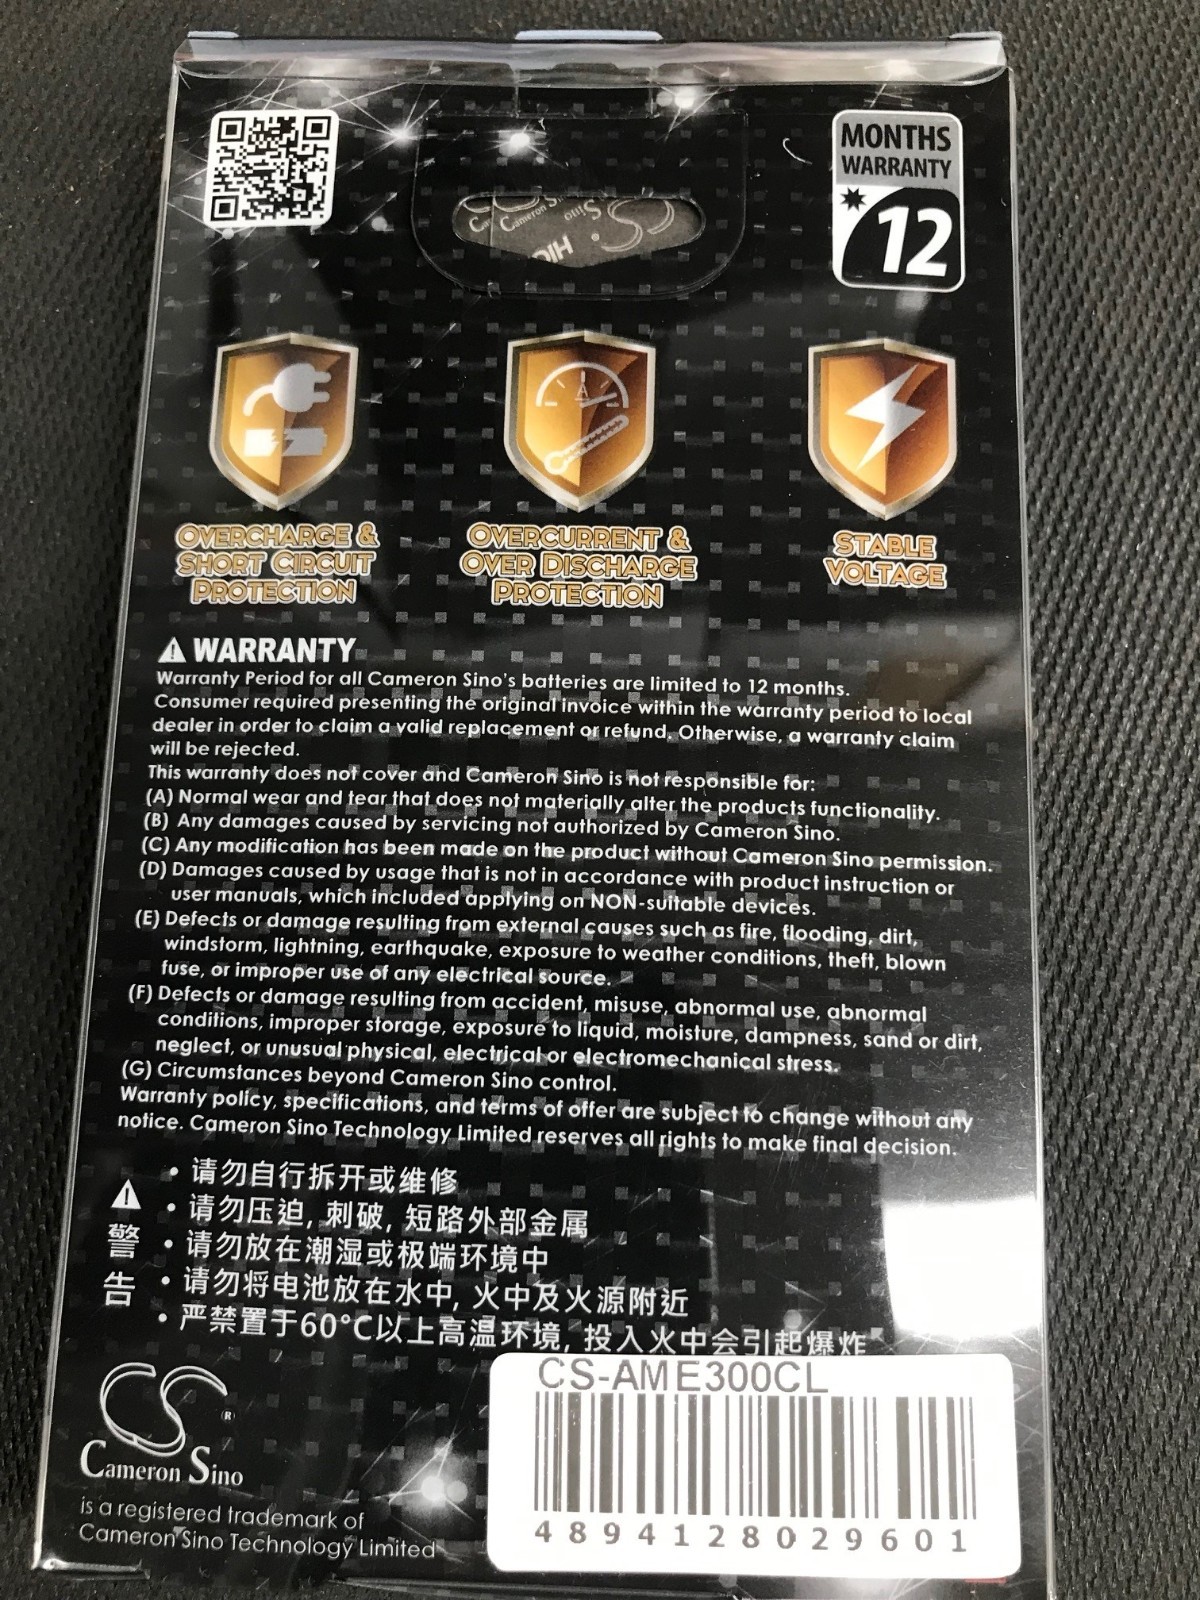 MONTHS
WARRANTY
12
Cameron
OVERCHARGE &
SHORT CIRCUIT
PROTECTION
OVERCURRENT &
OVER DISCHARGE
PROTECTION
STABLE
VOLTAGE
WARRANTY
Warranty Period for all Cameron Sino's batteries are limited to 12 months.
Consumer required presenting the original invoice within the warranty period to local
dealer in order to claim a valid replacement or refund. Otherwise, a warranty claim
will be rejected.
This warranty does not cover and Cameron Sino is not responsible for:
(A) Normal wear and tear that does not materially alter the products functionality.
(B) Any damages caused by servicing not authorized by Cameron Sino.
(C) Any modification has been made on the product without Cameron Sino permission.
(D) Damages caused by usage that is not in accordance with product instruction or
user manuals, which included applying on NON-suitable devices.
(E) Defects or damage resulting from external causes such as fire, flooding, dirt,
windstorm, lightning, earthquake, exposure to weather conditions, theft, blown
fuse, or improper use of any electrical source.
(F) Defects or damage resulting from accident, misuse, abnormal use, abnormal
conditions, improper storage, exposure to liquid, moisture, dampness, sand or dirt,
neglect, or unusual physical, electrical or electromechanical stress.
(G) Circumstances beyond Cameron Sino control.
Warranty policy, specifications, and terms of offer are subject to change without any
notice. Cameron Sino Technology Limited reserves all rights to make final decision.
警告
• 请勿自行拆开或维修
• 请勿压迫, 刺破, 短路外部金属
• 请勿放在潮湿或极端环境中
• 请勿将电池放在水中, 火中及火源附近
• 严禁置于60°C以上高温环境, 投入火中会引起爆炸
CS ®
Cameron Sino
is a registered trademark of
Cameron Sino Technology Limited
CS-AME300CL
4894128029601